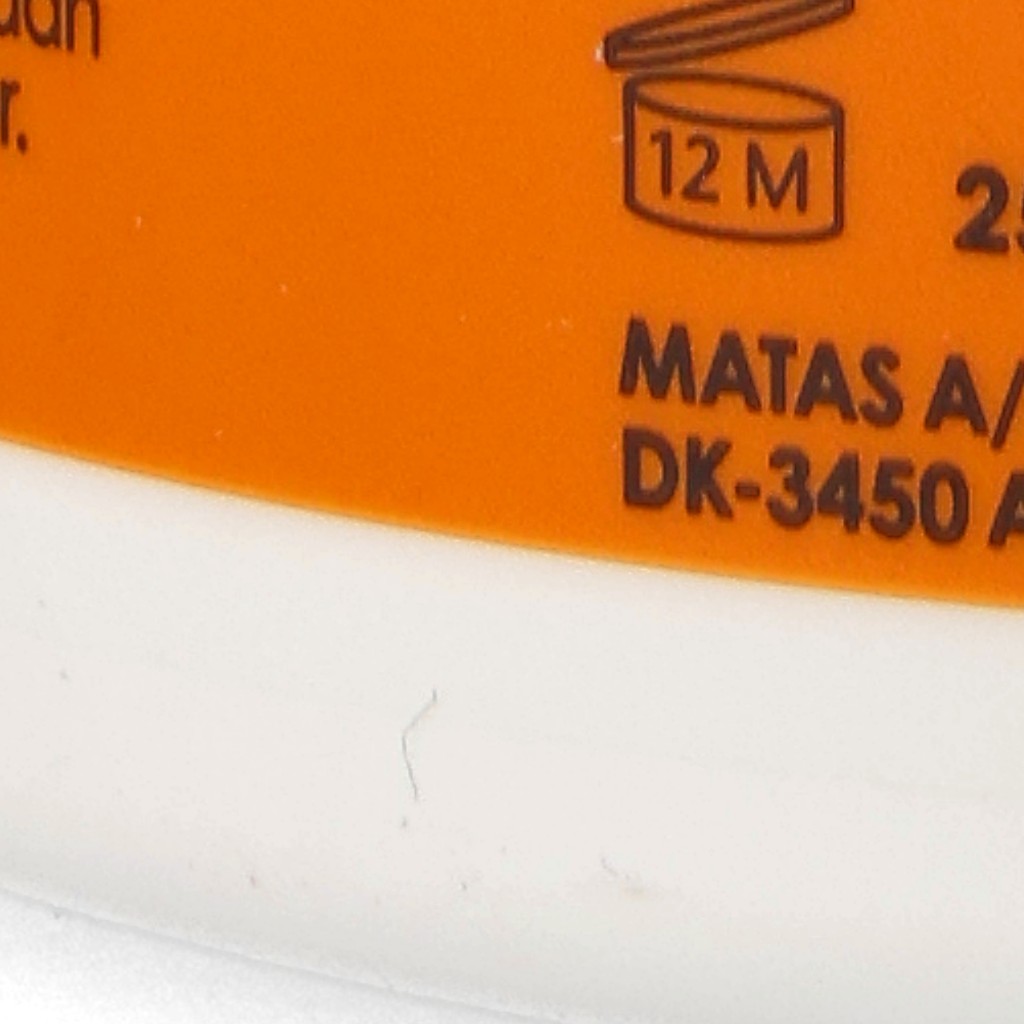 r.
12 M
MATAS A/
DK-3450 A